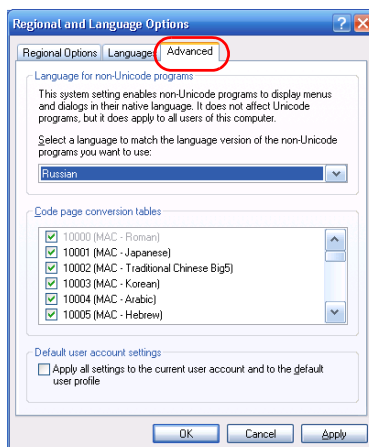 Regional and Language Options
Regional Options Languages Advanced
Language for non-Unicode programs
This system setting enables non-Unicode programs to display menus
and dialogs in their native language. It does not affect Unicode
programs, but it does apply to all users of this computer.
Select a language to match the language version of the non-Unicode
programs you want to use:
Russian
Code page conversion tables
10000 (MAC - Roman)
10001 (MAC - Japanese)
10002 (MAC - Traditional Chinese Big5)
10003 (MAC - Korean)
10004 (MAC - Arabic)
10005 (MAC - Hebrew)
Default user account settings
Apply all settings to the current user account and to the default
user profile
OK Cancel Apply